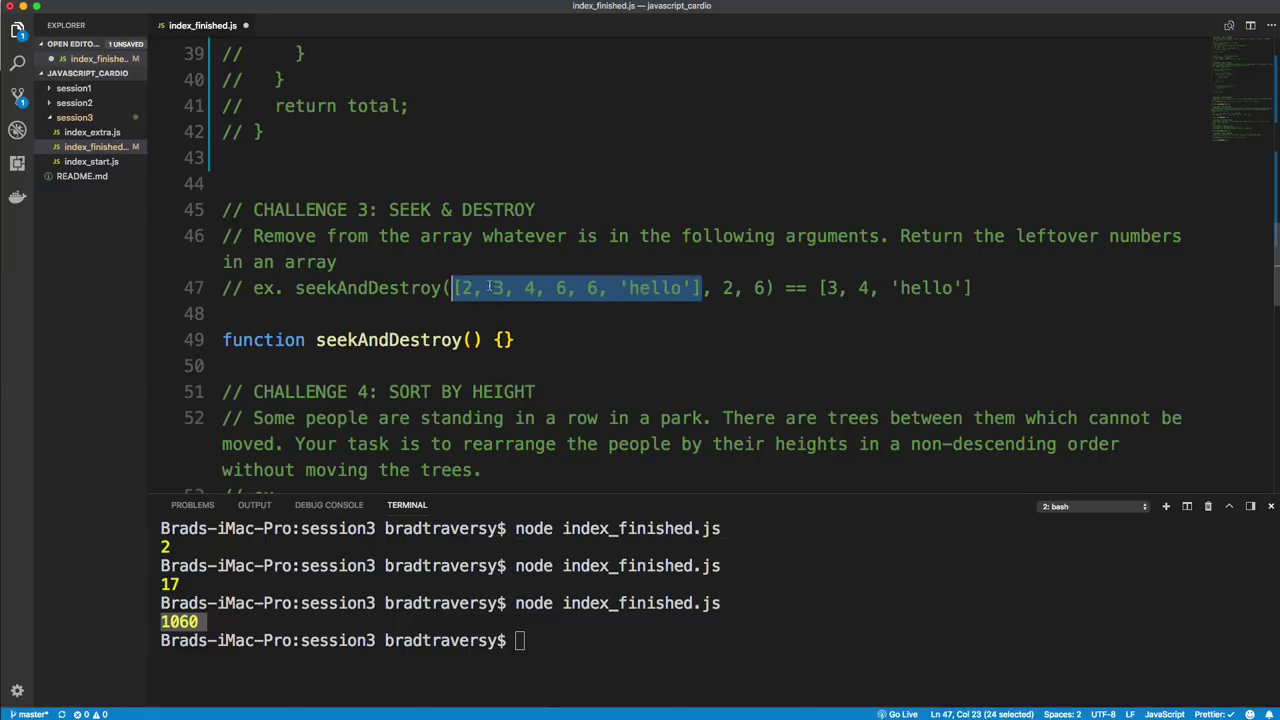 index_finished.js — javascript_cardio
EXPLORER
index_finished.js
OPEN EDITO... 1 UNSAVED
index_finishe... M
JAVASCRIPT_CARDIO
session1
session2
session3
index_extra.js
index_finished... M
index_start.js
README.md
1
1
39 // }
40 // }
41 // return total;
42 // }
43
44
45 // CHALLENGE 3: SEEK & DESTROY
46 // Remove from the array whatever is in the following arguments. Return the leftover numbers
in an array
47 // ex. seekAndDestroy([2, 3, 4, 6, 6, 'hello'], 2, 6) == [3, 4, 'hello']
48
49 function seekAndDestroy() {}
50
51 // CHALLENGE 4: SORT BY HEIGHT
52 // Some people are standing in a row in a park. There are trees between them which cannot be
moved. Your task is to rearrange the people by their heights in a non-descending order
without moving the trees.
PROBLEMS OUTPUT DEBUG CONSOLE TERMINAL 2: bash
Brads-iMac-Pro:session3 bradtraversy$ node index_finished.js
2
Brads-iMac-Pro:session3 bradtraversy$ node index_finished.js
17
Brads-iMac-Pro:session3 bradtraversy$ node index_finished.js
1060
Brads-iMac-Pro:session3 bradtraversy$
master* 0 0 Go Live Ln 47, Col 23 (24 selected) Spaces: 2 UTF-8 LF JavaScript Prettier: ✓